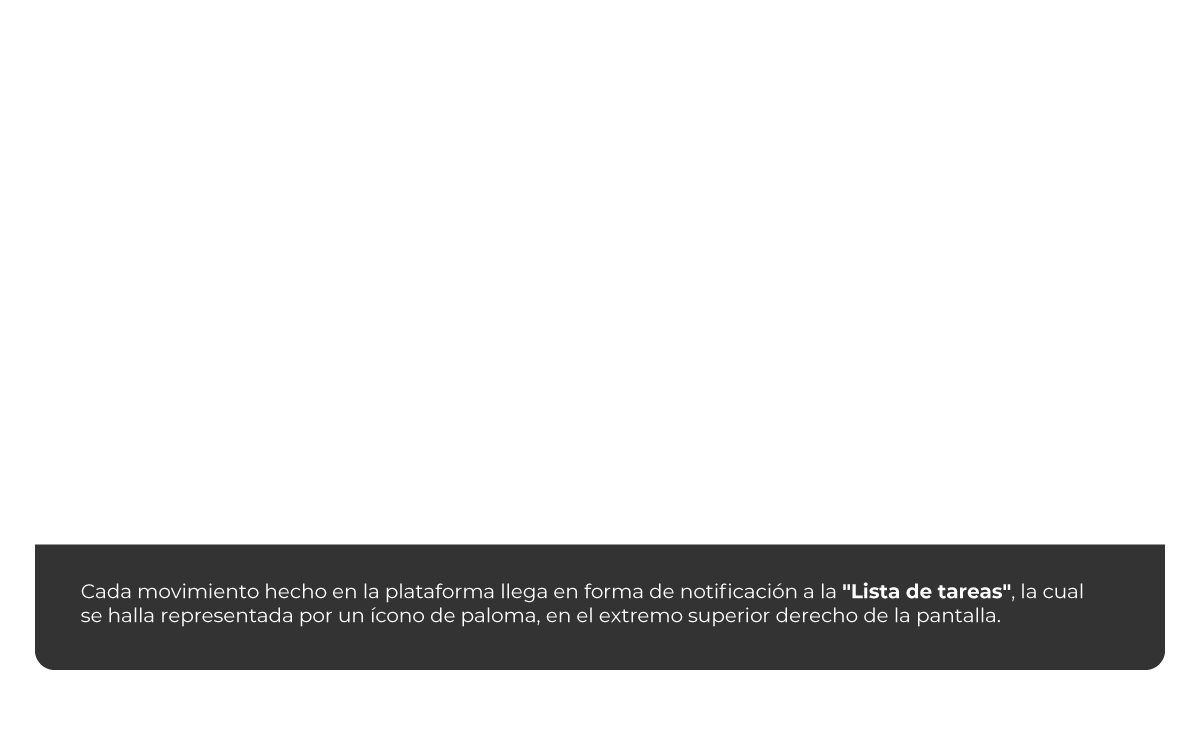 Cada movimiento hecho en la plataforma llega en forma de notificación a la "Lista de tareas", la cual
se halla representada por un ícono de paloma, en el extremo superior derecho de la pantalla.